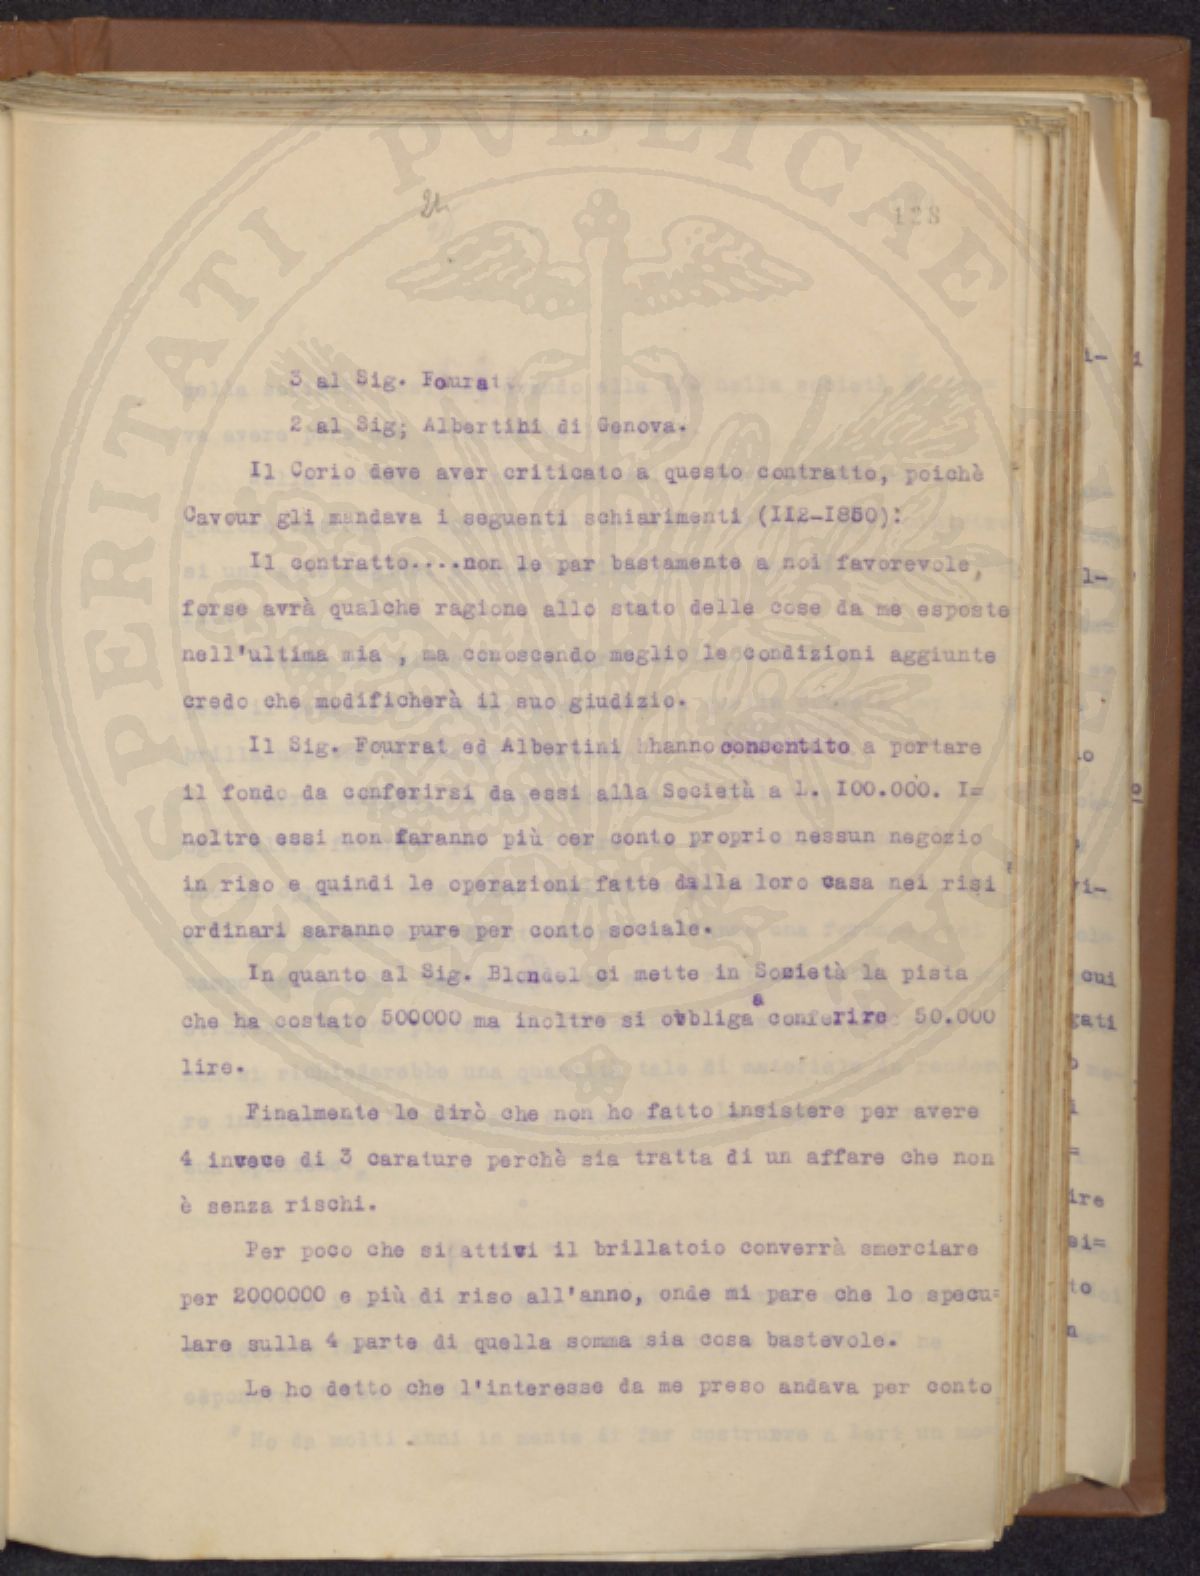 PROSPERITATI PUBLICAE AUGENDAE
24
128
3 al Sig. Fourat.
2 al Sig; Albertini di Genova.
Il Corio deve aver criticato a questo contratto, poichè
Cavour gli mandava i seguenti schiarimenti (II2-I850):
Il contratto....non le par bastamente a noi favorevole,
forse avrà qualche ragione allo stato delle cose da me esposte
nell'ultima mia , ma conoscendo meglio le condizioni aggiunte
credo che modificherà il suo giudizio.
Il Sig. Fourrat ed Albertini hhanno consentito a portare
il fondo da conferirsi da essi alla Società a L. I00.000. I=
noltre essi non faranno più cer conto proprio nessun negozio
in riso e quindi le operazioni fatte dalla loro casa nei risi
ordinari saranno pure per conto sociale.
In quanto al Sig. Blondel ci mette in Società la pista
che ha costato 500000 ma inoltre si obbliga a conferire 50.000
lire.
Finalmente le dirò che non ho fatto insistere per avere
4 invece di 3 carature perchè sia tratta di un affare che non
è senza rischi.
Per poco che si attivi il brillatoio converrà smerciare
per 2000000 e più di riso all'anno, onde mi pare che lo specu=
lare sulla 4 parte di quella somma sia cosa bastevole.
Le ho detto che l'interesse da me preso andava per conto